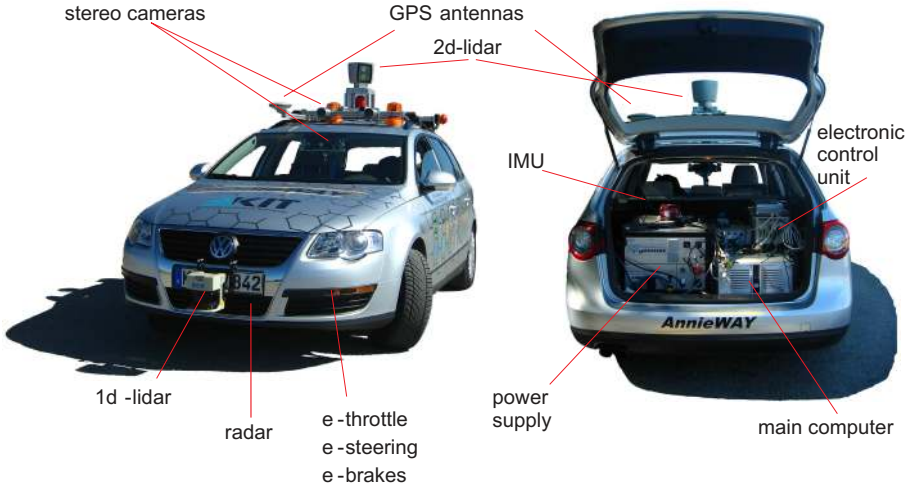 stereo cameras
GPS antennas
2d-lidar
electronic
control
unit
IMU
KIT
842
AnnieWAY
1d -lidar
radar
e -throttle
e -steering
e -brakes
power
supply
main computer